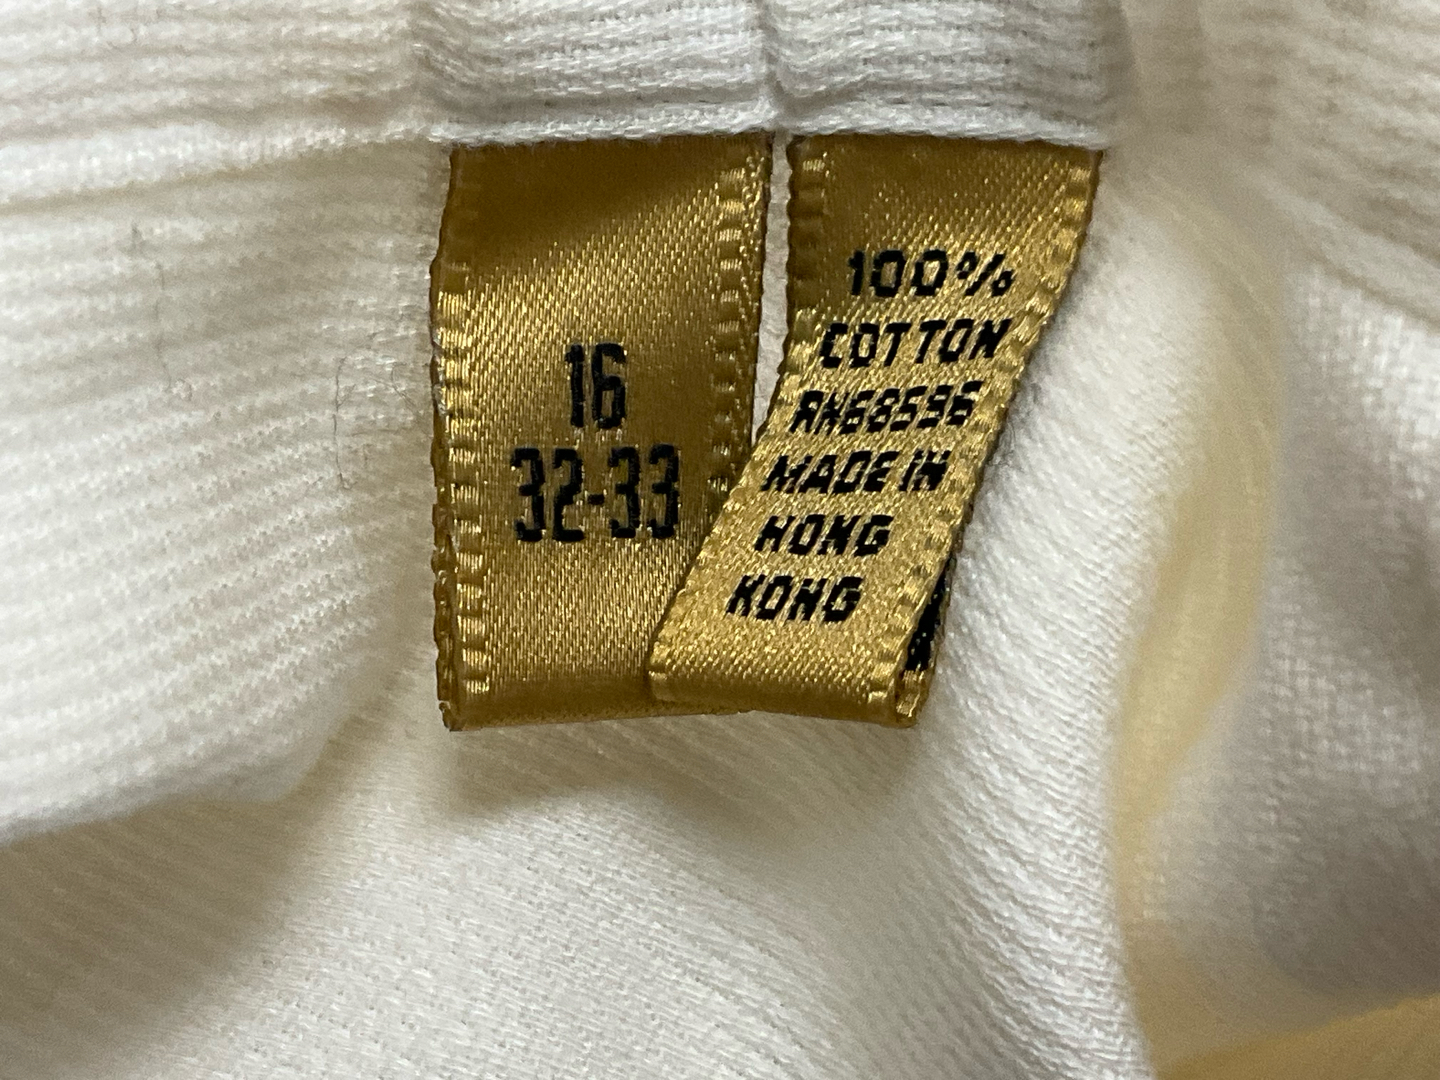 16
32-33
100%
COTTON
RN68596
MADE IN
HONG
KONG